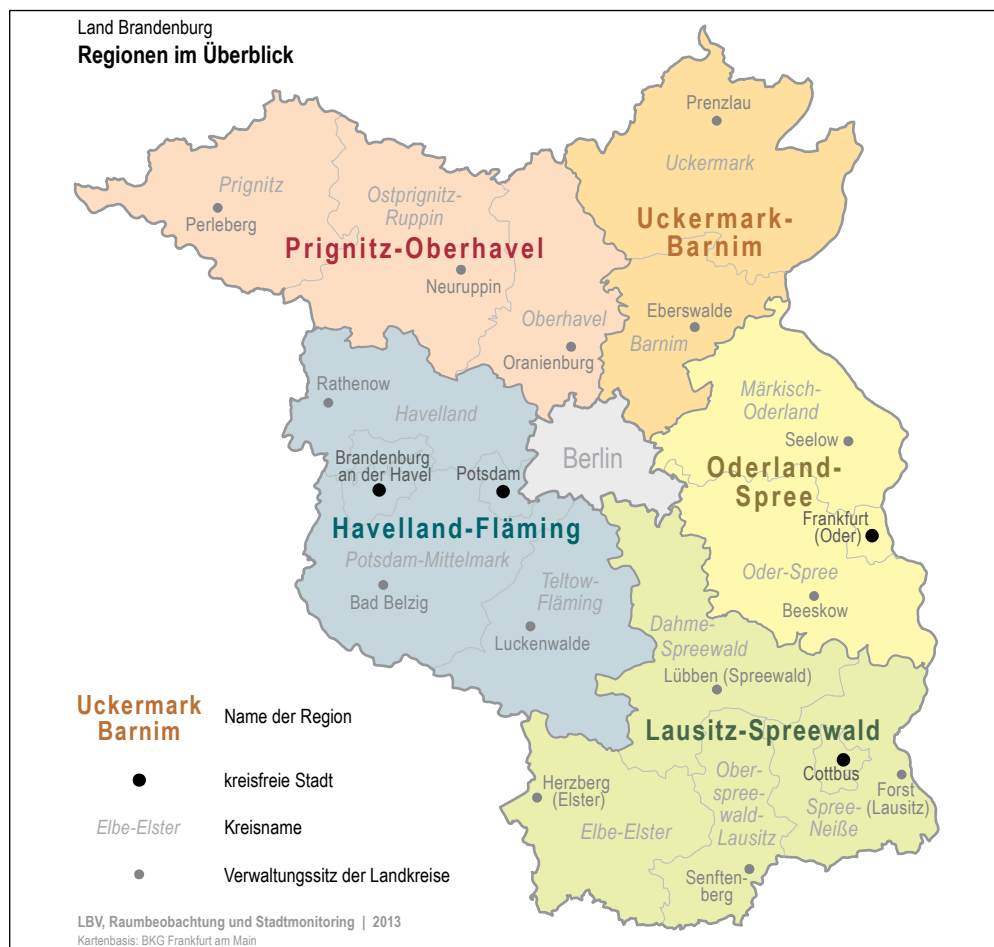 Land Brandenburg
Regionen im Überblick
Prenzlau
Uckermark
Prignitz
Perleberg
Ostprignitz-
Ruppin
Uckermark-
Barnim
Prignitz-Oberhavel
Neuruppin
Oberhavel
Oranienburg
Eberswalde
Barnim
Rathenow
Havelland
Märkisch-
Oderland
Seelow
Brandenburg
an der Havel
Potsdam
Berlin
Oderland-
Spree
Frankfurt
(Oder)
Havelland-Fläming
Potsdam-Mittelmark
Bad Belzig
Teltow-
Fläming
Luckenwalde
Oder-Spree
Beeskow
Dahme-
Spreewald
Lübben (Spreewald)
Lausitz-Spreewald
Cottbus
Forst
(Lausitz)
Spree-
Neiße
Ober-
spree-
wald-
Lausitz
Herzberg
(Elster)
Elbe-Elster
Senften-
berg
Uckermark
Barnim
Name der Region
kreisfreie Stadt
Elbe-Elster
Kreisname
Verwaltungssitz der Landkreise
LBV, Raumbeobachtung und Stadtmonitoring | 2013
Kartenbasis: BKG Frankfurt am Main